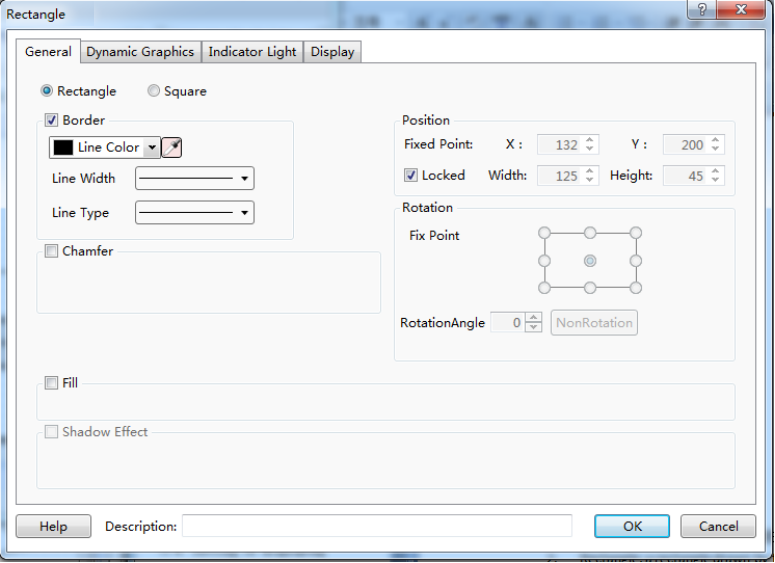 Rectangle
General Dynamic Graphics Indicator Light Display
Rectangle Square
Border
Line Color
Line Width
Line Type
Chamfer
Position
Fixed Point: X : 132 Y : 200
Locked Width: 125 Height: 45
Rotation
Fix Point
RotationAngle 0 NonRotation
Fill
Shadow Effect
Help Description: OK Cancel